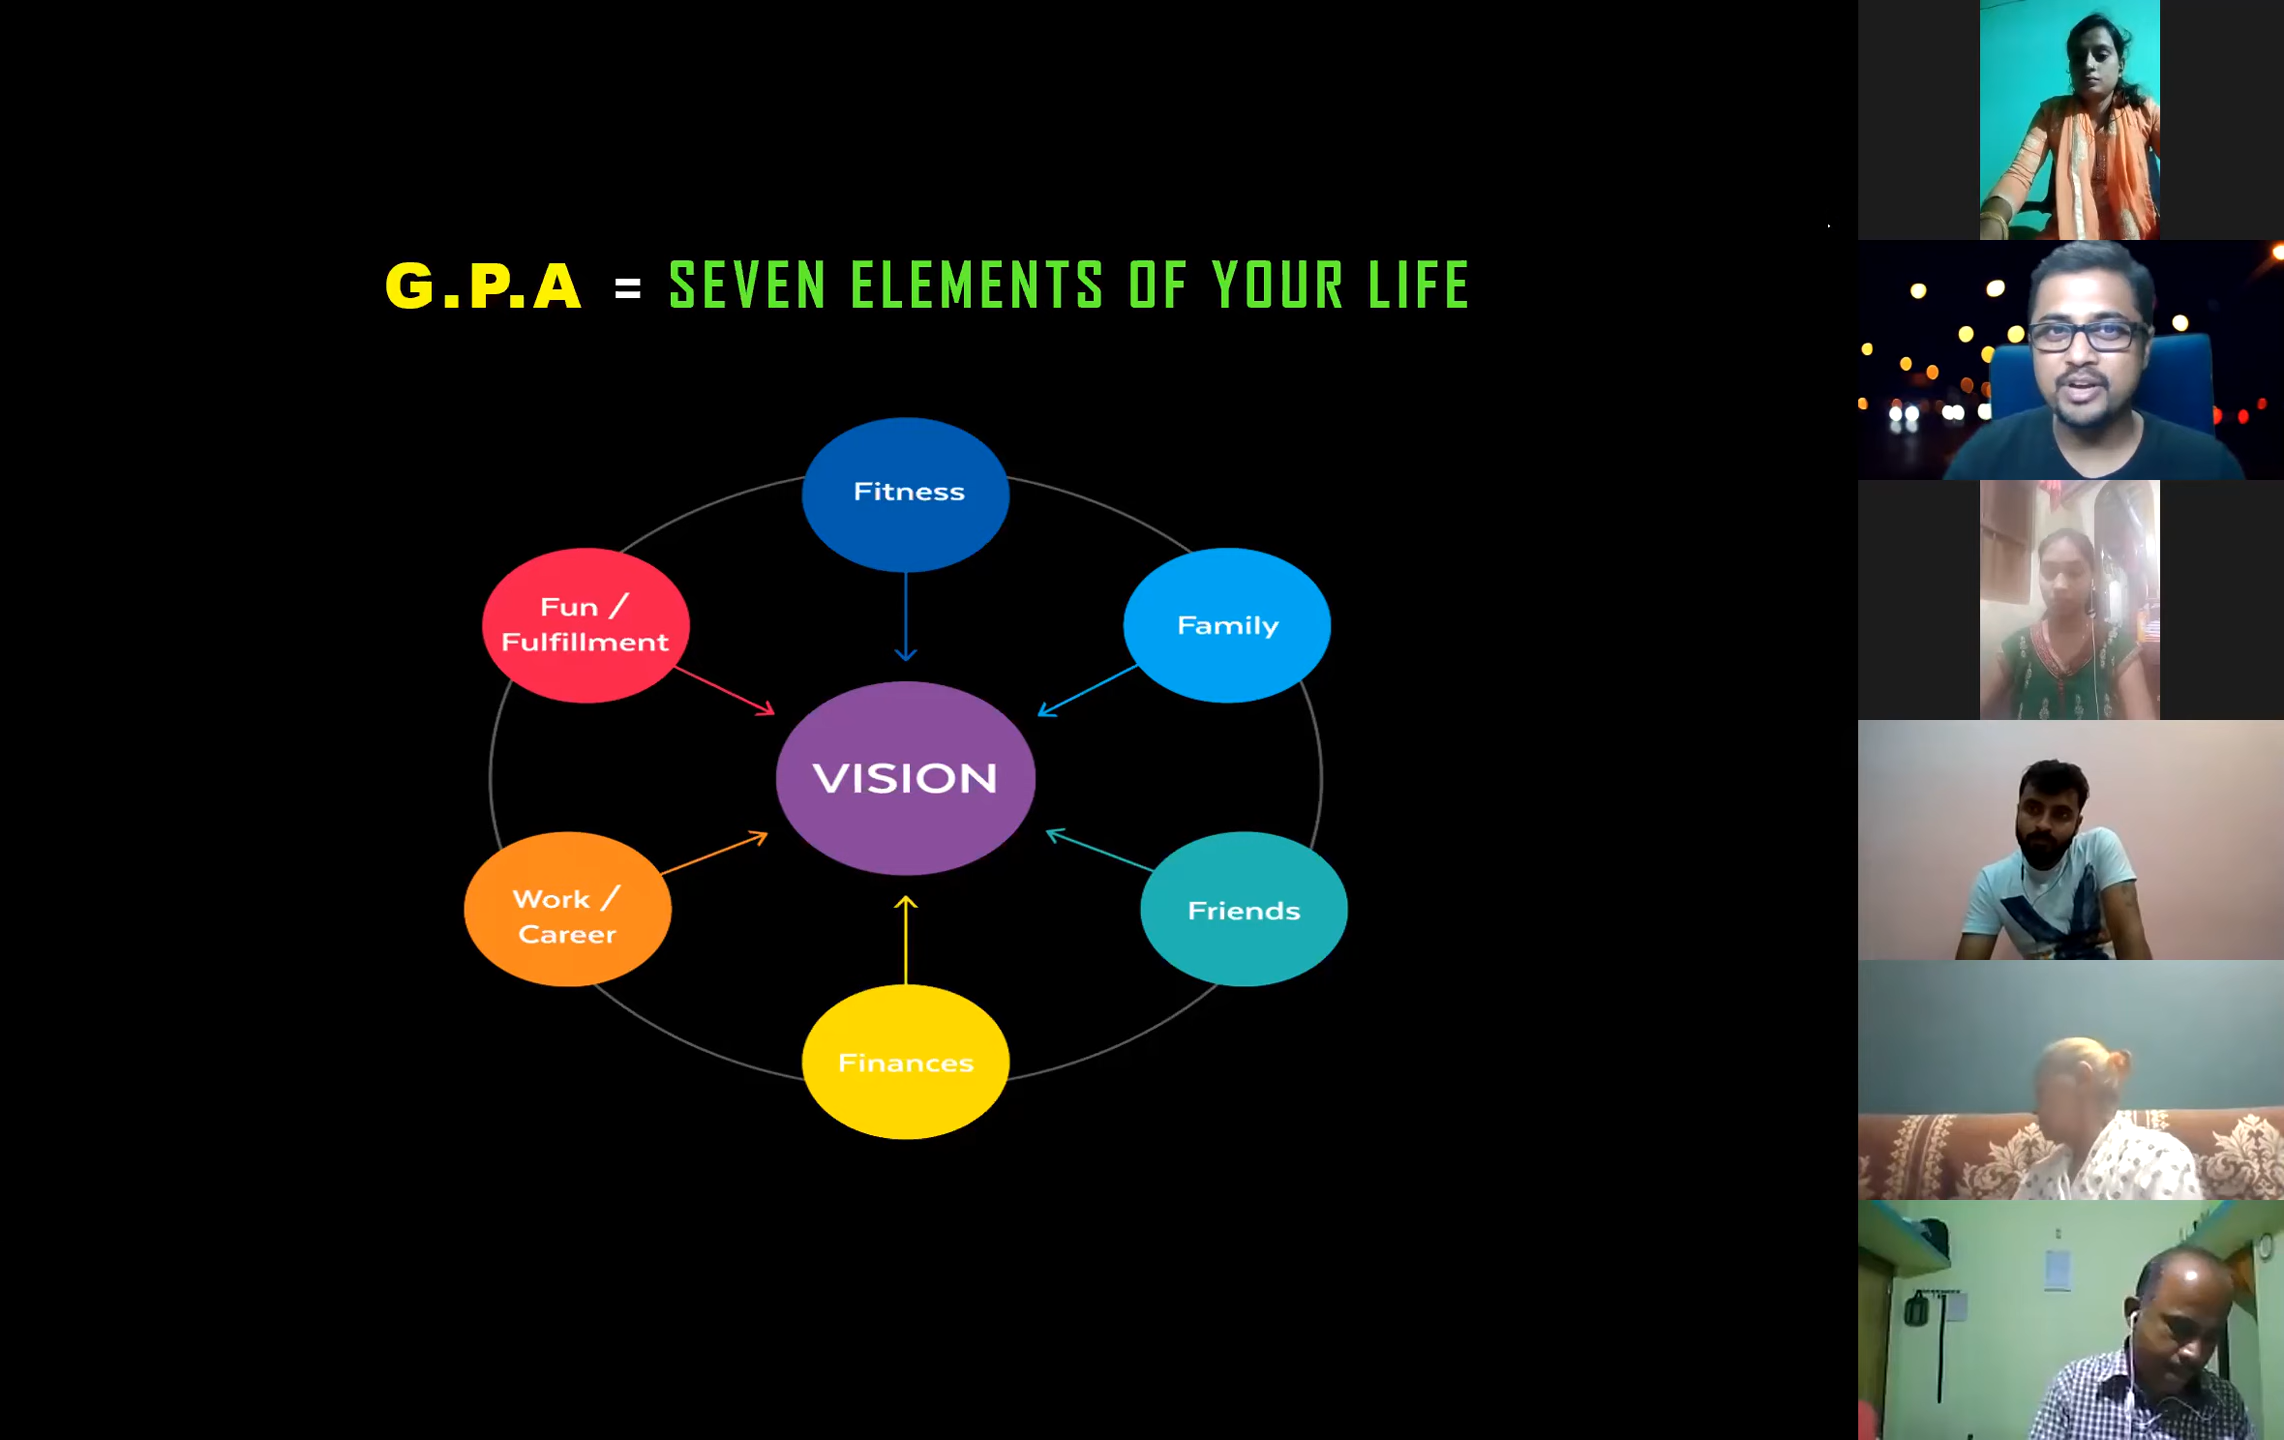 G.P.A = SEVEN ELEMENTS OF YOUR LIFE
Fitness
Fun /
Fulfillment
Family
VISION
Work /
Career
Friends
Finances